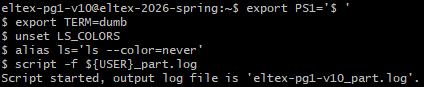 eltex-pg1-v10@eltex-2026-spring:~$ export PS1='$ '
$ export TERM=dumb
$ unset LS_COLORS
$ alias ls='ls --color=never'
$ script -f ${USER}_part.log
Script started, output log file is 'eltex-pg1-v10_part.log'.